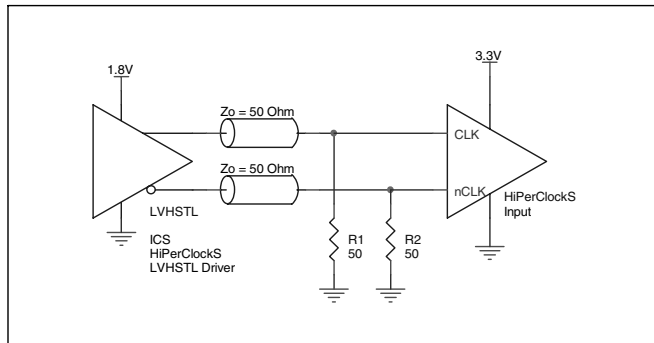 1.8V
3.3V
Zo = 50 Ohm
CLK
Zo = 50 Ohm
nCLK
HiPerClockS
Input
LVHSTL
ICS
HiPerClockS
LVHSTL Driver
R1
50
R2
50